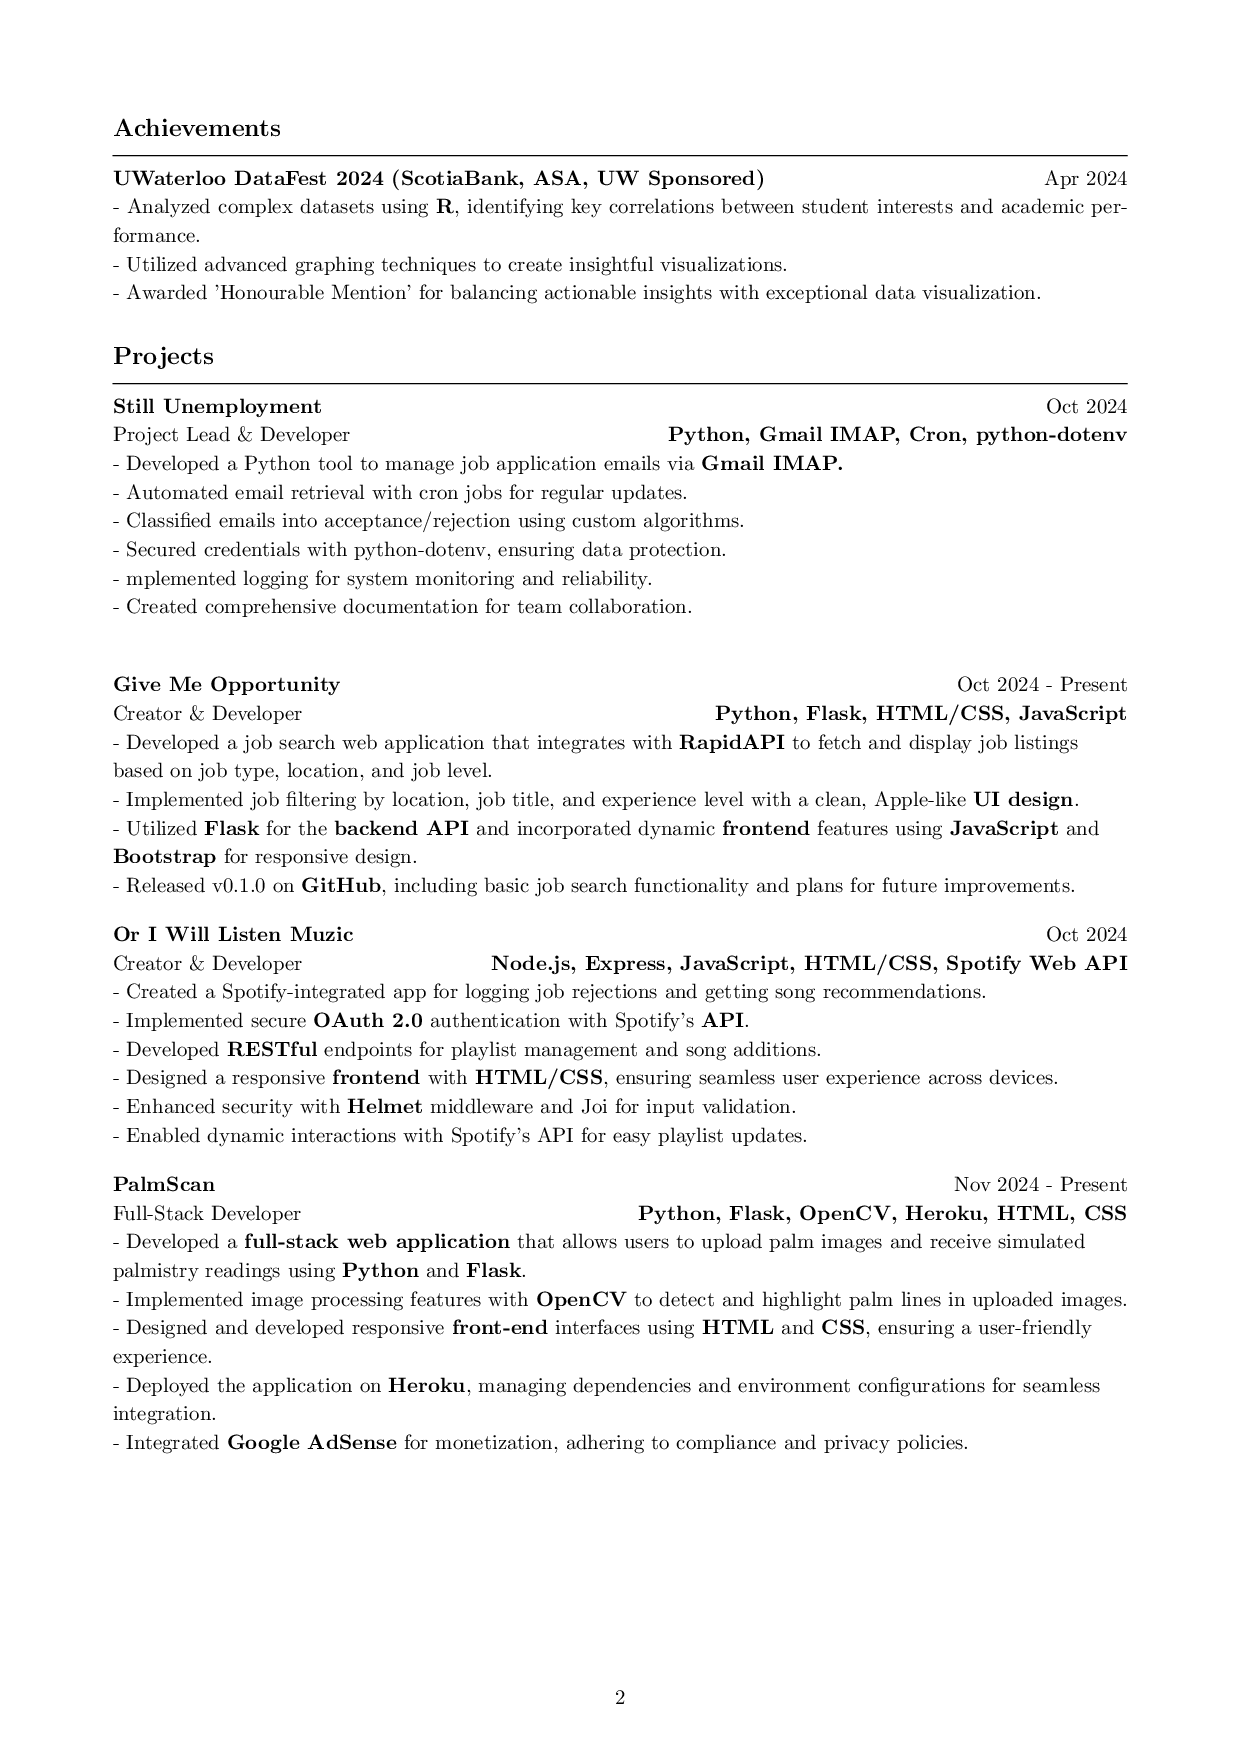 Achievements
UWaterloo DataFest 2024 (ScotiaBank, ASA, UW Sponsored) Apr 2024
- Analyzed complex datasets using R, identifying key correlations between student interests and academic per-
formance.
- Utilized advanced graphing techniques to create insightful visualizations.
- Awarded ’Honourable Mention’ for balancing actionable insights with exceptional data visualization.
Projects
Still Unemployment Oct 2024
Project Lead & Developer Python, Gmail IMAP, Cron, python-dotenv
- Developed a Python tool to manage job application emails via Gmail IMAP.
- Automated email retrieval with cron jobs for regular updates.
- Classified emails into acceptance/rejection using custom algorithms.
- Secured credentials with python-dotenv, ensuring data protection.
- mplemented logging for system monitoring and reliability.
- Created comprehensive documentation for team collaboration.
Give Me Opportunity Oct 2024 - Present
Creator & Developer Python, Flask, HTML/CSS, JavaScript
- Developed a job search web application that integrates with RapidAPI to fetch and display job listings
based on job type, location, and job level.
- Implemented job filtering by location, job title, and experience level with a clean, Apple-like UI design.
- Utilized Flask for the backend API and incorporated dynamic frontend features using JavaScript and
Bootstrap for responsive design.
- Released v0.1.0 on GitHub, including basic job search functionality and plans for future improvements.
Or I Will Listen Muzic Oct 2024
Creator & Developer Node.js, Express, JavaScript, HTML/CSS, Spotify Web API
- Created a Spotify-integrated app for logging job rejections and getting song recommendations.
- Implemented secure OAuth 2.0 authentication with Spotify’s API.
- Developed RESTful endpoints for playlist management and song additions.
- Designed a responsive frontend with HTML/CSS, ensuring seamless user experience across devices.
- Enhanced security with Helmet middleware and Joi for input validation.
- Enabled dynamic interactions with Spotify’s API for easy playlist updates.
PalmScan Nov 2024 - Present
Full-Stack Developer Python, Flask, OpenCV, Heroku, HTML, CSS
- Developed a full-stack web application that allows users to upload palm images and receive simulated
palmistry readings using Python and Flask.
- Implemented image processing features with OpenCV to detect and highlight palm lines in uploaded images.
- Designed and developed responsive front-end interfaces using HTML and CSS, ensuring a user-friendly
experience.
- Deployed the application on Heroku, managing dependencies and environment configurations for seamless
integration.
- Integrated Google AdSense for monetization, adhering to compliance and privacy policies.
2